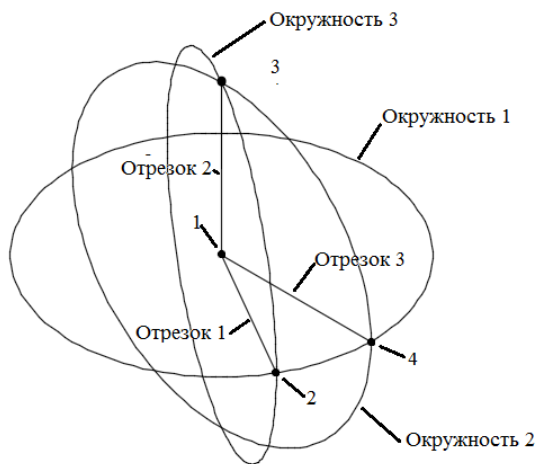 Окружность 3
3
Окружность 1
Отрезок 2
1
Отрезок 3
Отрезок 1
4
2
Окружность 2